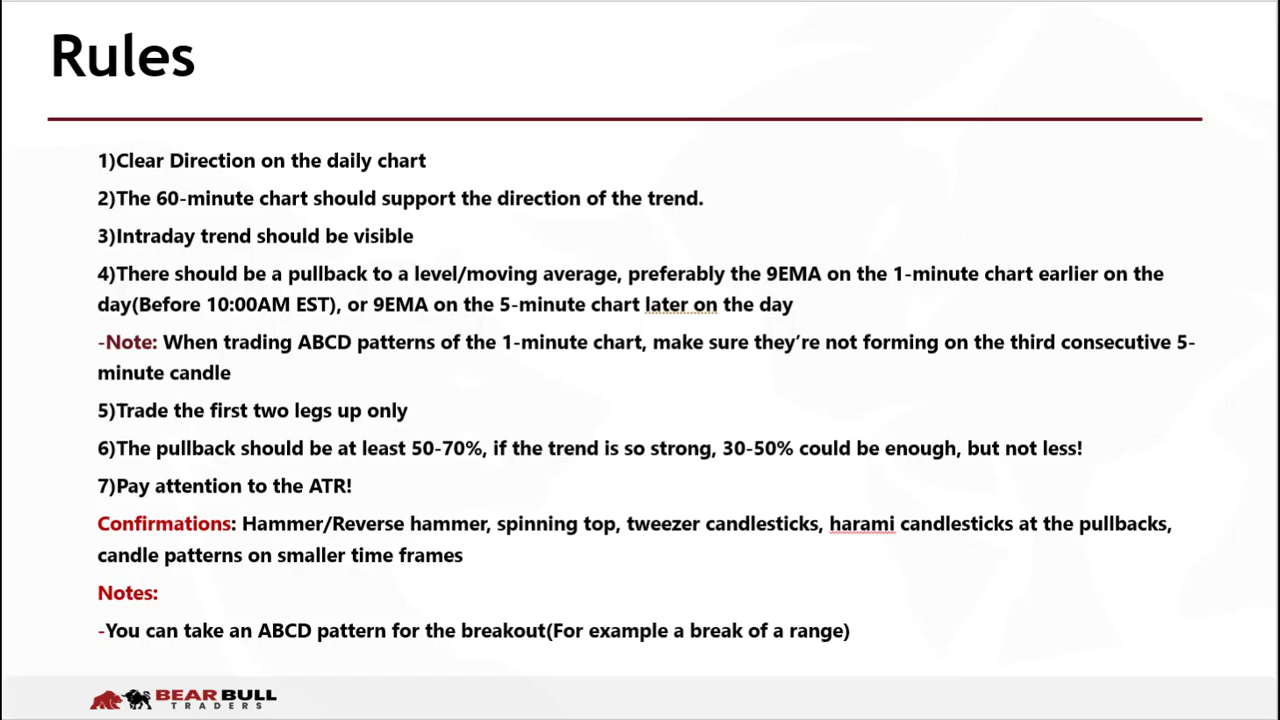 Rules
1)Clear Direction on the daily chart
2)The 60-minute chart should support the direction of the trend.
3)Intraday trend should be visible
4)There should be a pullback to a level/moving average, preferably the 9EMA on the 1-minute chart earlier on the
day(Before 10:00AM EST), or 9EMA on the 5-minute chart later on the day
-Note: When trading ABCD patterns of the 1-minute chart, make sure they’re not forming on the third consecutive 5-
minute candle
5)Trade the first two legs up only
6)The pullback should be at least 50-70%, if the trend is so strong, 30-50% could be enough, but not less!
7)Pay attention to the ATR!
Confirmations: Hammer/Reverse hammer, spinning top, tweezer candlesticks, harami candlesticks at the pullbacks,
candle patterns on smaller time frames
Notes:
-You can take an ABCD pattern for the breakout(For example a break of a range)
BEAR BULL
TRADERS